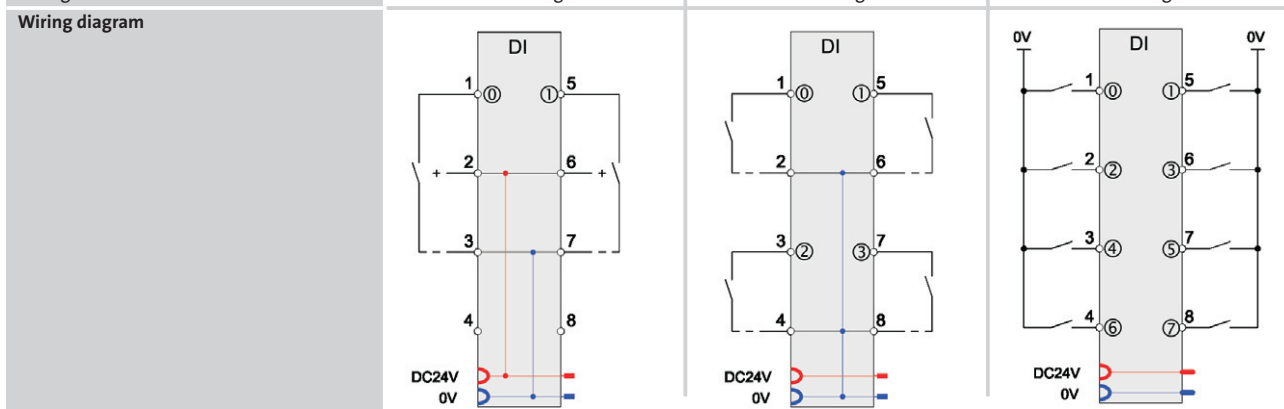 Wiring diagram
DI
1 5
⓪ ①
2 6
+ +
3 7
4 8
DC24V
0V
DI
1 5
⓪ ①
2 6
3 7
② ③
4 8
DC24V
0V
0V 0V
DI
1 5
⓪ ①
2 6
② ③
3 7
④ ⑤
4 8
⑥ ⑦
DC24V
0V